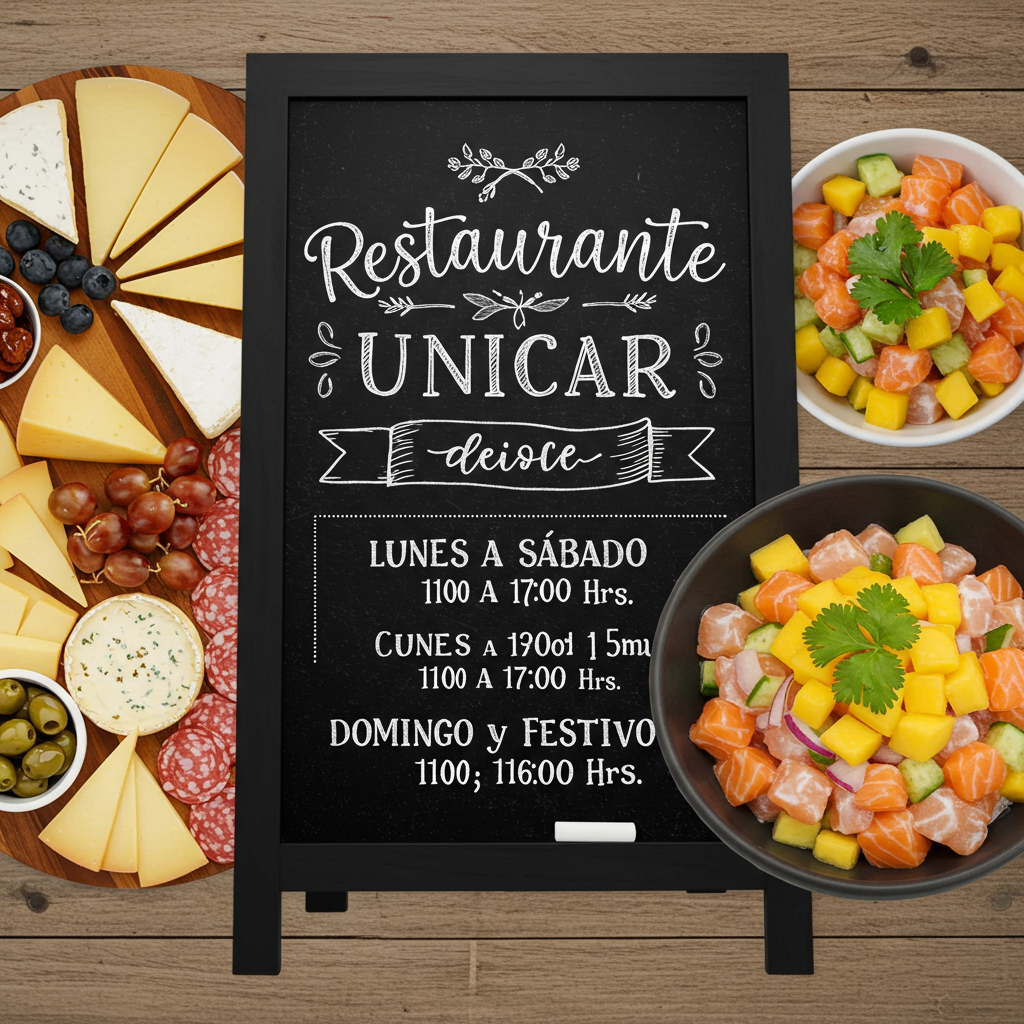 Restaurante
UNICAR
deioce
LUNES A SÁBADO
1100 A 17:00 Hrs.
CUNES A 190ot 15mu
1100 A 17:00 Hrs.
DOMINGO y FESTIVO
1100; 116:00 Hrs.